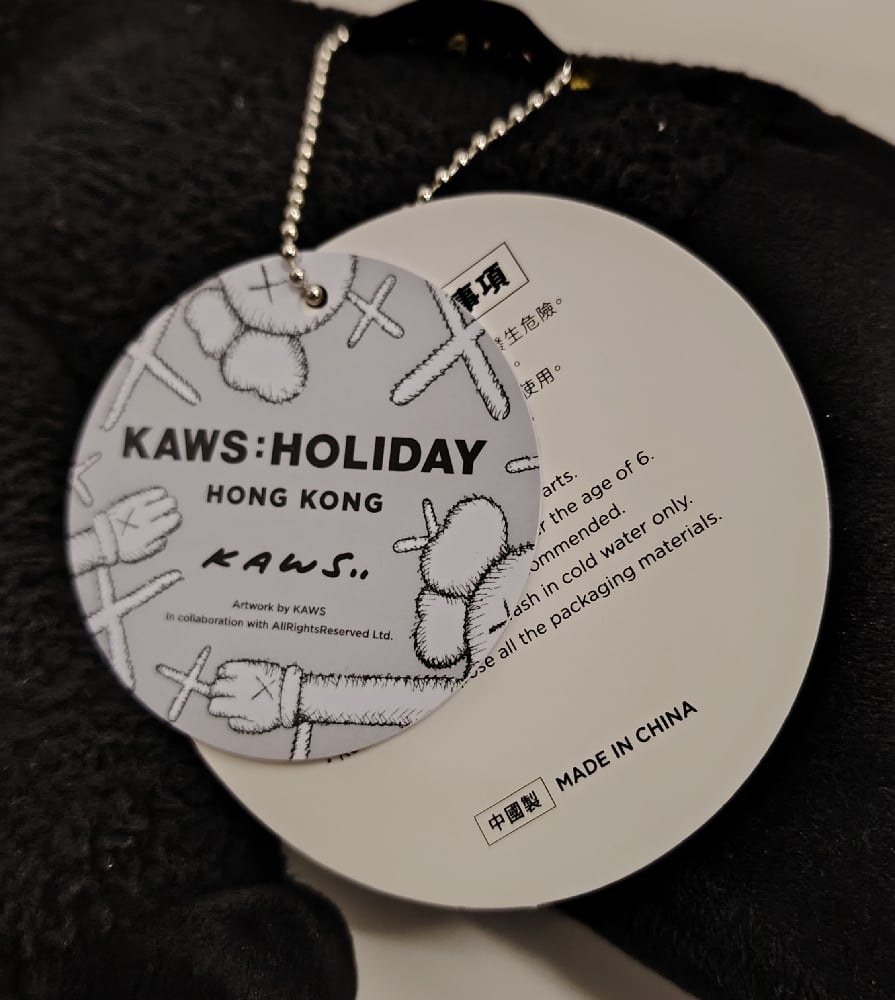 KAWS:HOLIDAY
HONG KONG
KAWS..
Artwork by KAWS
In collaboration with AllRightsReserved Ltd.
事項
發生危險。
。
使用。
arts.
r the age of 6.
ommended.
ash in cold water only.
se all the packaging materials.
中國製 MADE IN CHINA